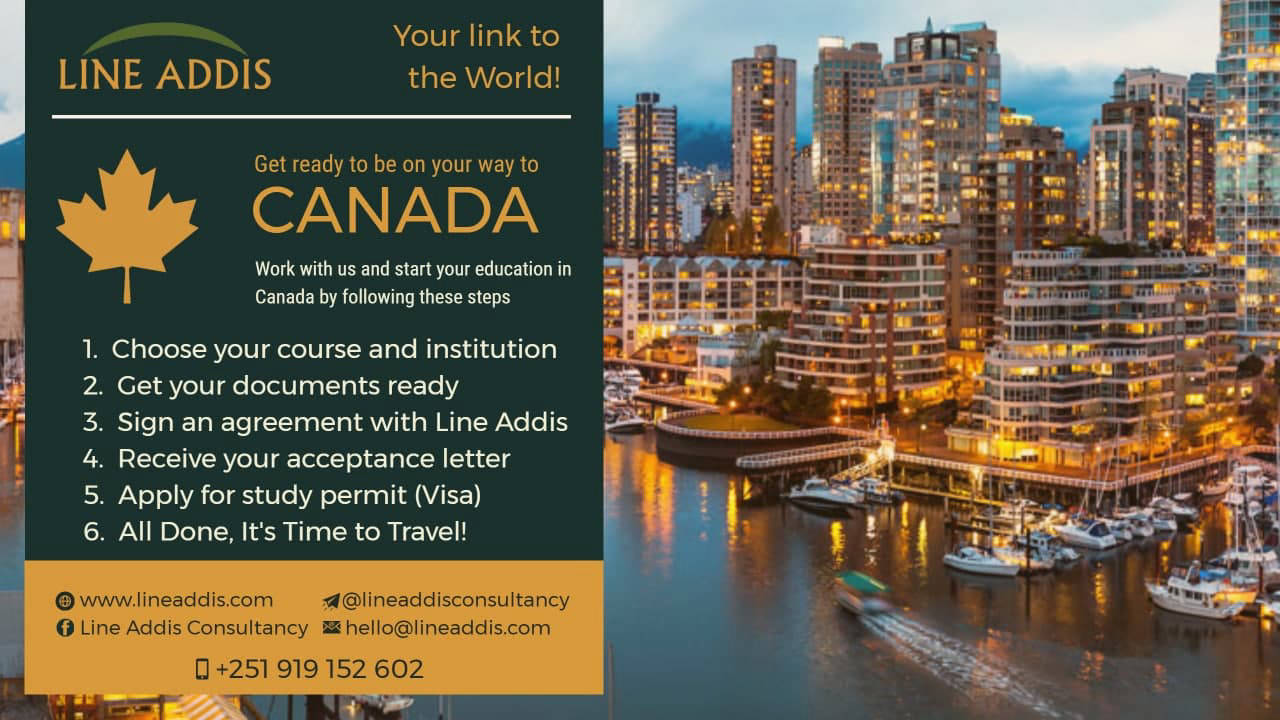 LINE ADDIS
Your link to
the World!
Get ready to be on your way to
CANADA
Work with us and start your education in
Canada by following these steps
1. Choose your course and institution
2. Get your documents ready
3. Sign an agreement with Line Addis
4. Receive your acceptance letter
5. Apply for study permit (Visa)
6. All Done, It's Time to Travel!
www.lineaddis.com
@lineaddisconsultancy
Line Addis Consultancy
hello@lineaddis.com
+251 919 152 602